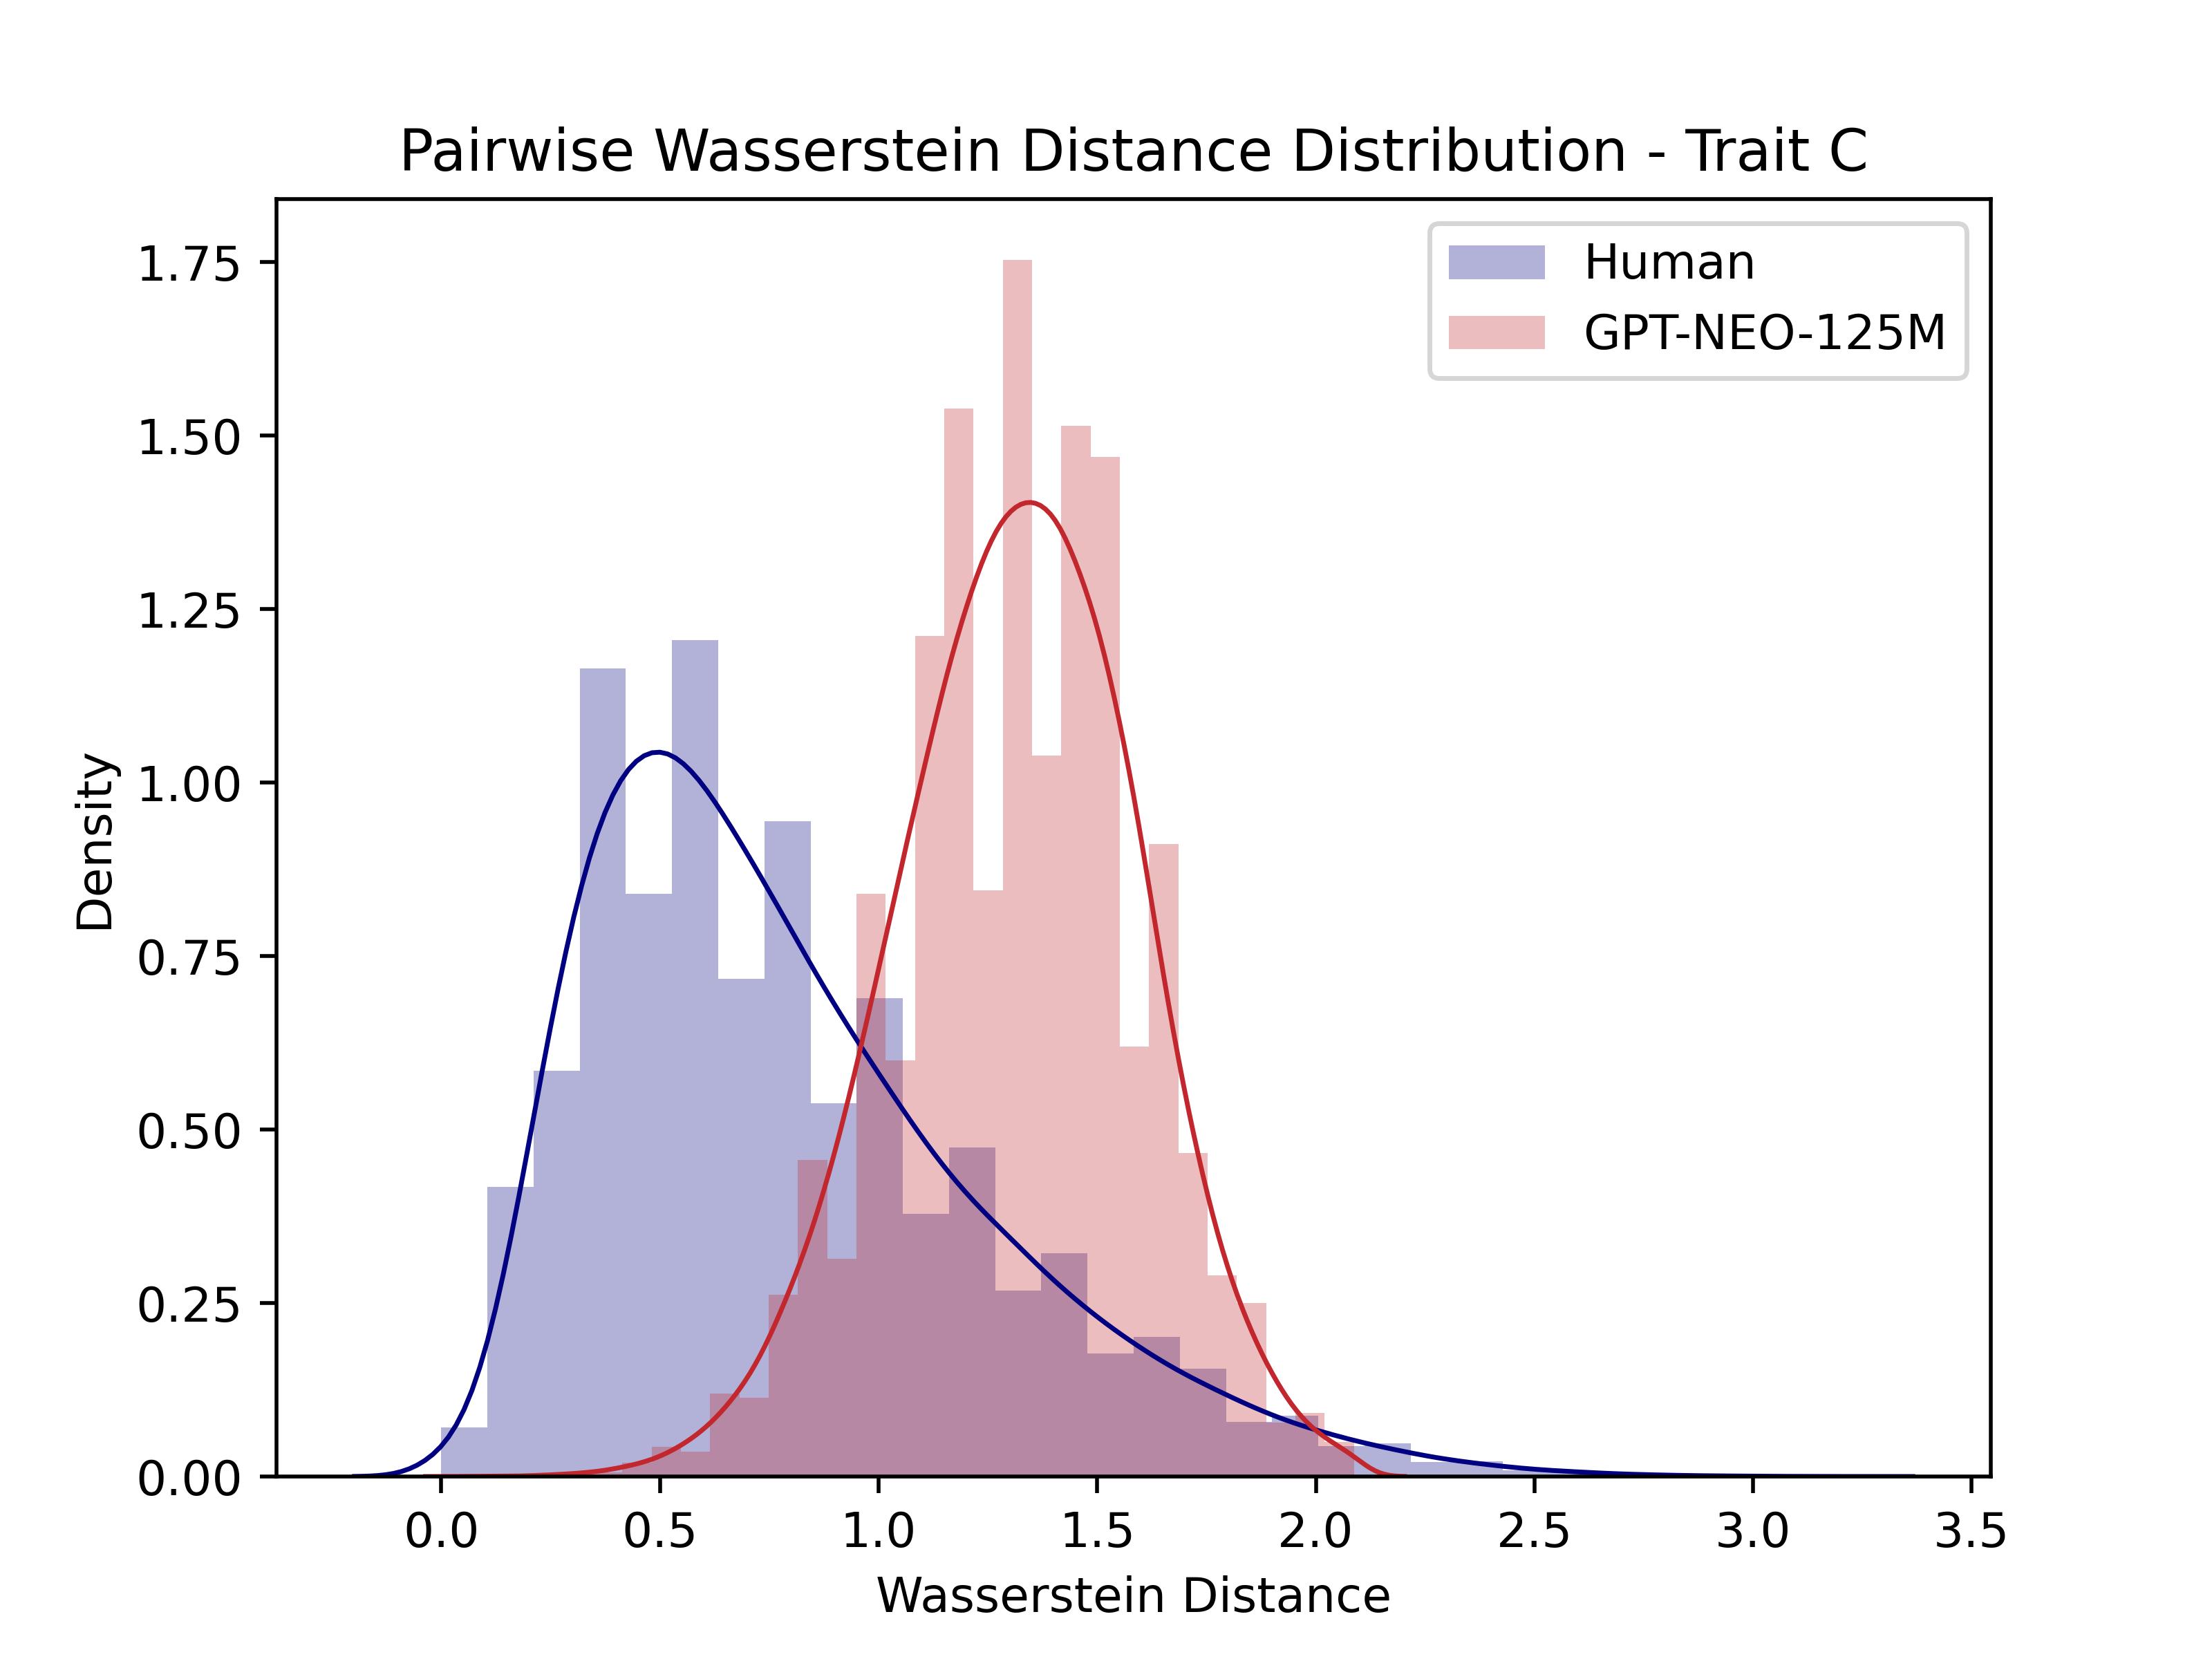 Pairwise Wasserstein Distance Distribution - Trait C
Human
GPT-NEO-125M
1.75
1.50
1.25
1.00
0.75
0.50
0.25
0.00
Density
0.0 0.5 1.0 1.5 2.0 2.5 3.0 3.5
Wasserstein Distance